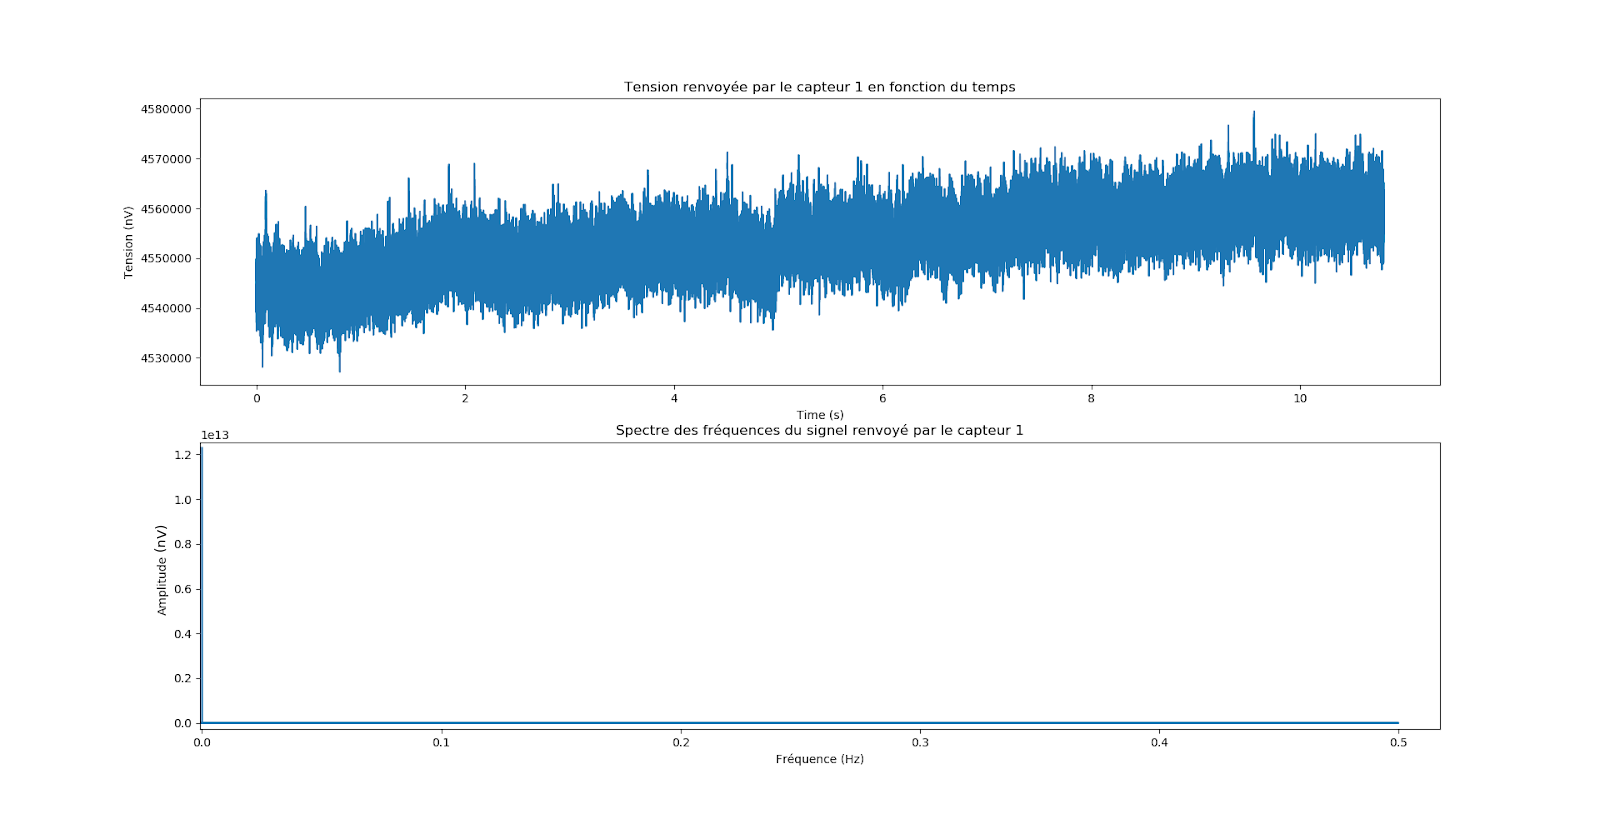 Tension renvoyée par le capteur 1 en fonction du temps
4580000
4570000
4560000
4550000
4540000
4530000
Tension (nV)
0 2 4 6 8 10
Time (s)
Spectre des fréquences du signel renvoyé par le capteur 1
1e13
1.2
1.0
0.8
0.6
0.4
0.2
0.0
Amplitude (nV)
0.0 0.1 0.2 0.3 0.4 0.5
Fréquence (Hz)